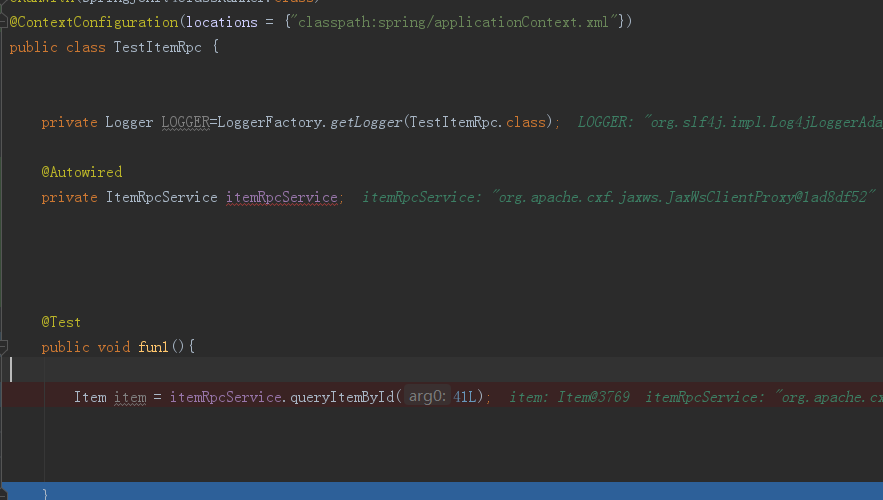 @ContextConfiguration(locations = {"classpath:spring/applicationContext.xml"})
public class TestItemRpc {
private Logger LOGGER=LoggerFactory.getLogger(TestItemRpc.class); LOGGER: "org.slf4j.impl.Log4jLoggerAda
@Autowired
private ItemRpcService itemRpcService; itemRpcService: "org.apache.cxf.jaxws.JaxWsClientProxy@1ad8df52"
@Test
public void fun1(){
Item item = itemRpcService.queryItemById( arg0: 41L); item: Item@3769 itemRpcService: "org.apache.cx
}